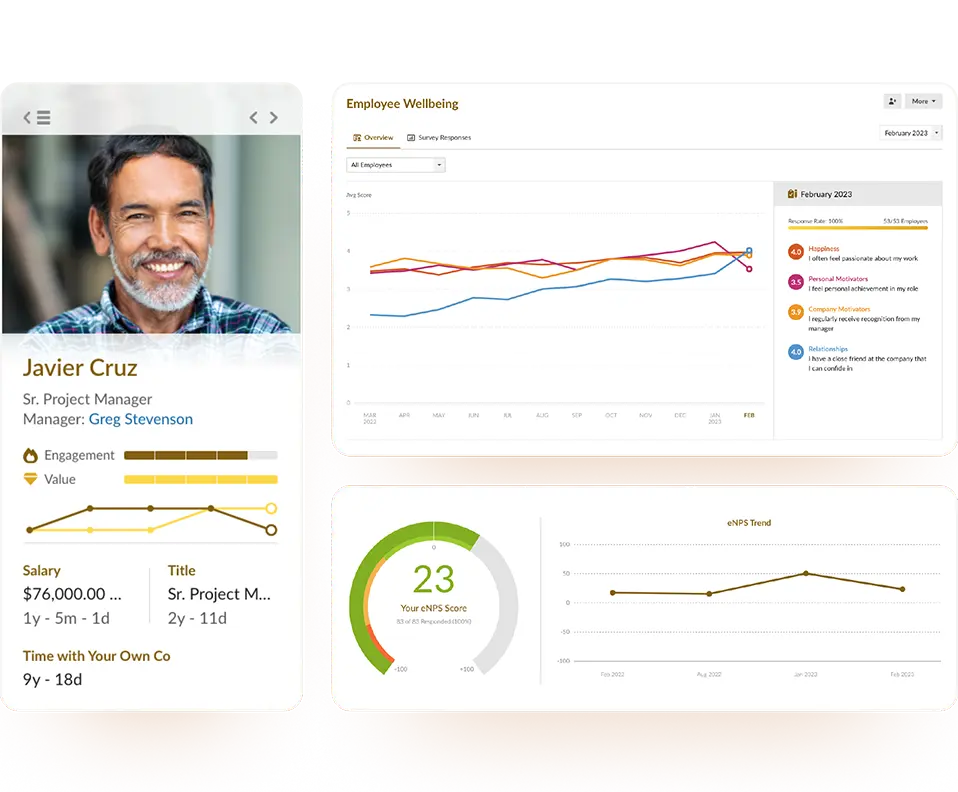 Javier Cruz
Sr. Project Manager
Manager: Greg Stevenson
Engagement
Value
Salary
$76,000.00 ...
1y - 5m - 1d
Title
Sr. Project M...
2y - 11d
Time with Your Own Co
9y - 18d
Employee Wellbeing
More
Overview
Survey Responses
February 2023
All Employees
Avg Score
5
4
3
2
1
0
MAR 2022
APR
MAY
JUN
JUL
AUG
SEP
OCT
NOV
DEC
JAN 2023
FEB
February 2023
Response Rate: 100%
53/53 Employees
4.0
Happiness
I often feel passionate about my work
3.5
Personal Motivators
I feel personal achievement in my role
3.9
Company Motivators
I regularly receive recognition from my
manager
4.0
Relationships
I have a close friend at the company that
I can confide in
0
23
Your eNPS Score
83 of 83 Responded (100%)
-100
+100
eNPS Trend
100
50
0
-50
-100
Feb 2022
Aug 2022
Jan 2022
Feb 2023